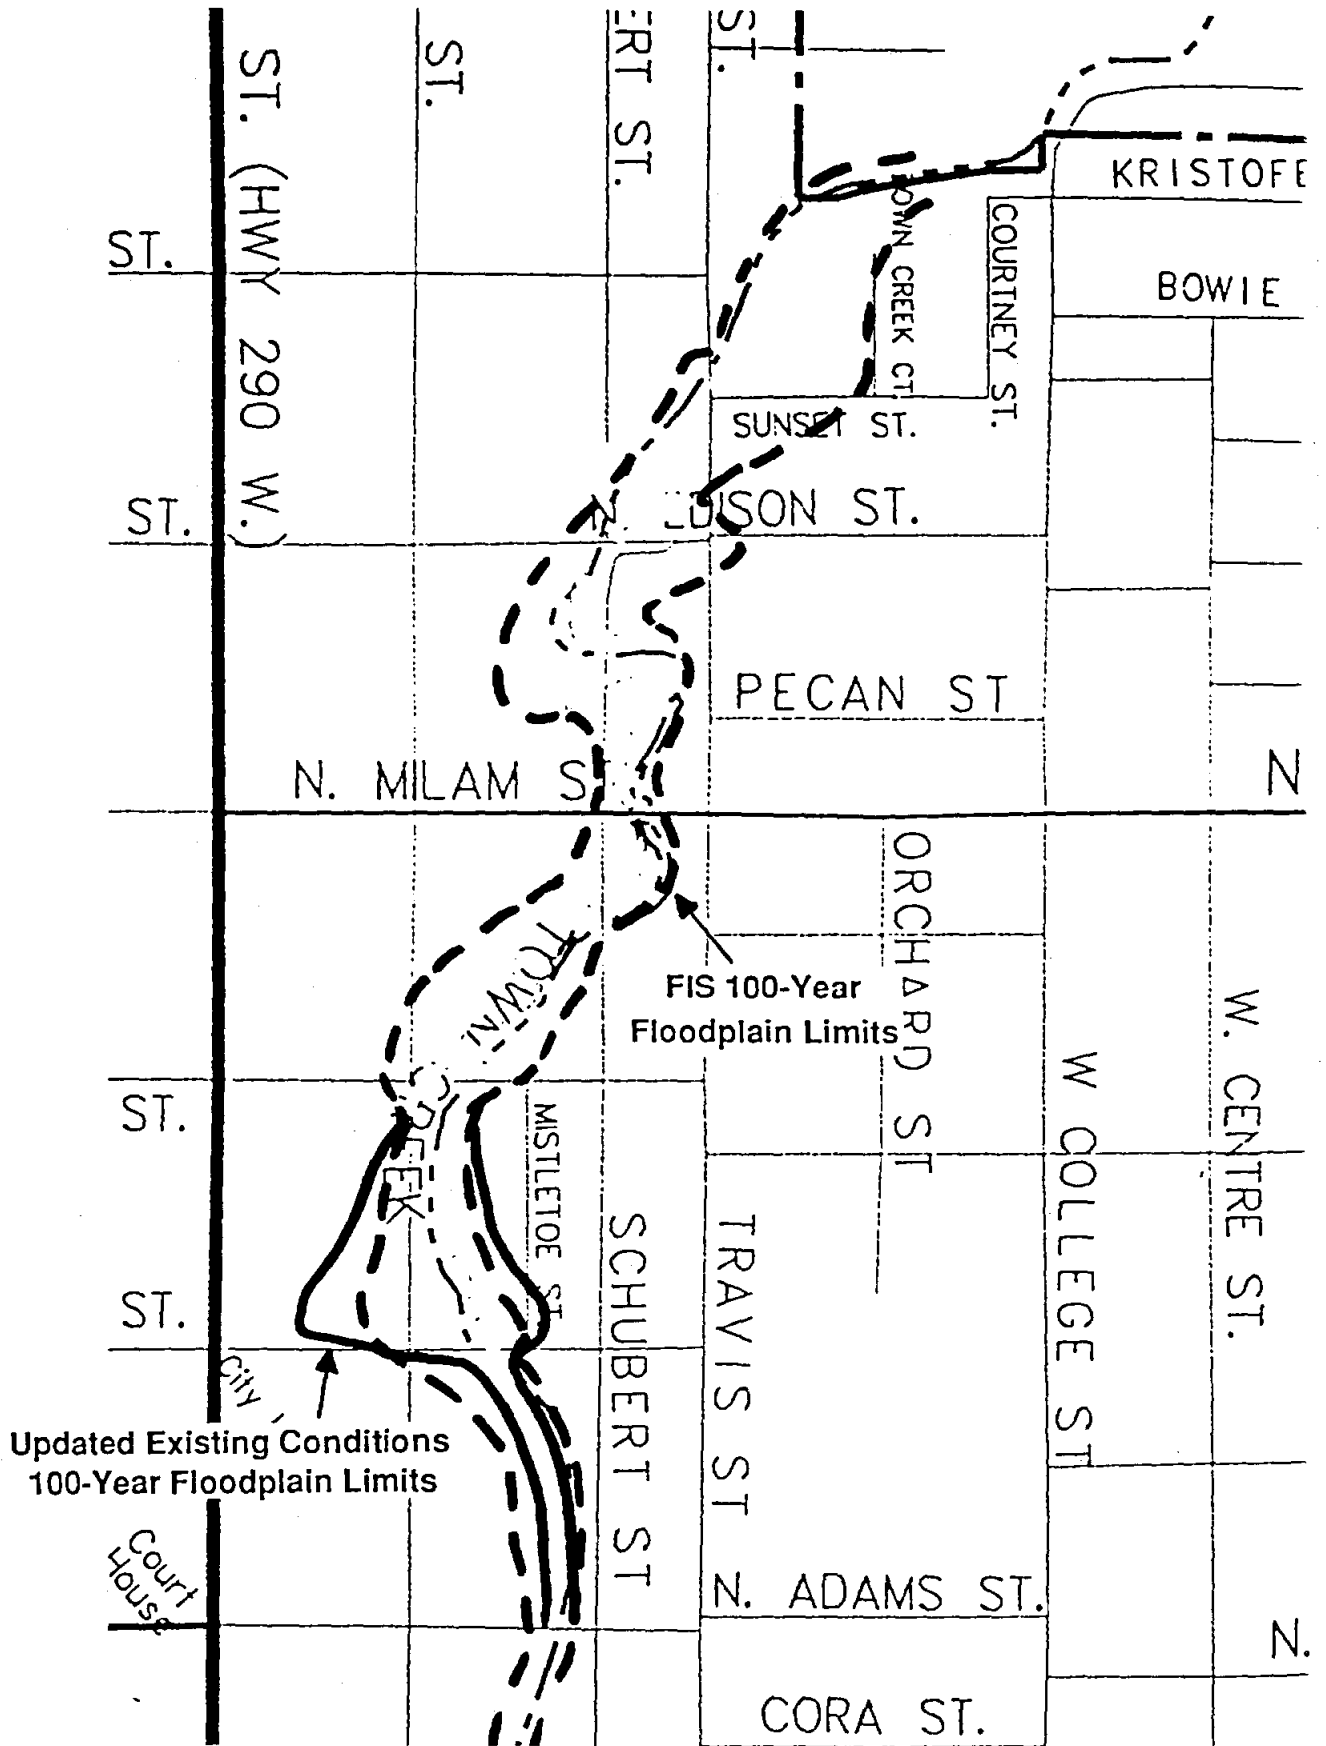 ST.
ERT ST.
ST.
KRISTOFE
ST.
ST. (HWY 290 W.)
OWN CREEK CT
COURTNEY ST.
BOWIE
SUNSET ST.
ST.
DISON ST.
PECAN ST
N. MILAM S
N
ORCHARD ST
TOWN
CREEK
FIS 100-Year
Floodplain Limits
W. CENTRE ST.
W COLLEGE ST
ST.
MISTLETOE ST
SCHUBERT ST
TRAVIS ST
ST.
City
Updated Existing Conditions
100-Year Floodplain Limits
Court
House
N. ADAMS ST.
N.
CORA ST.